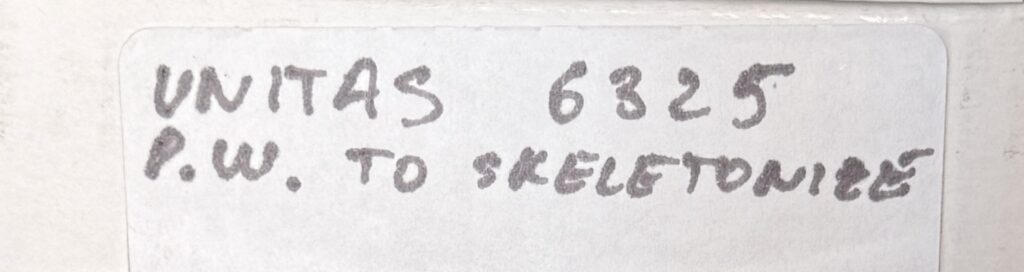 UNITAS 6325
P.W. TO SKELETONIZE